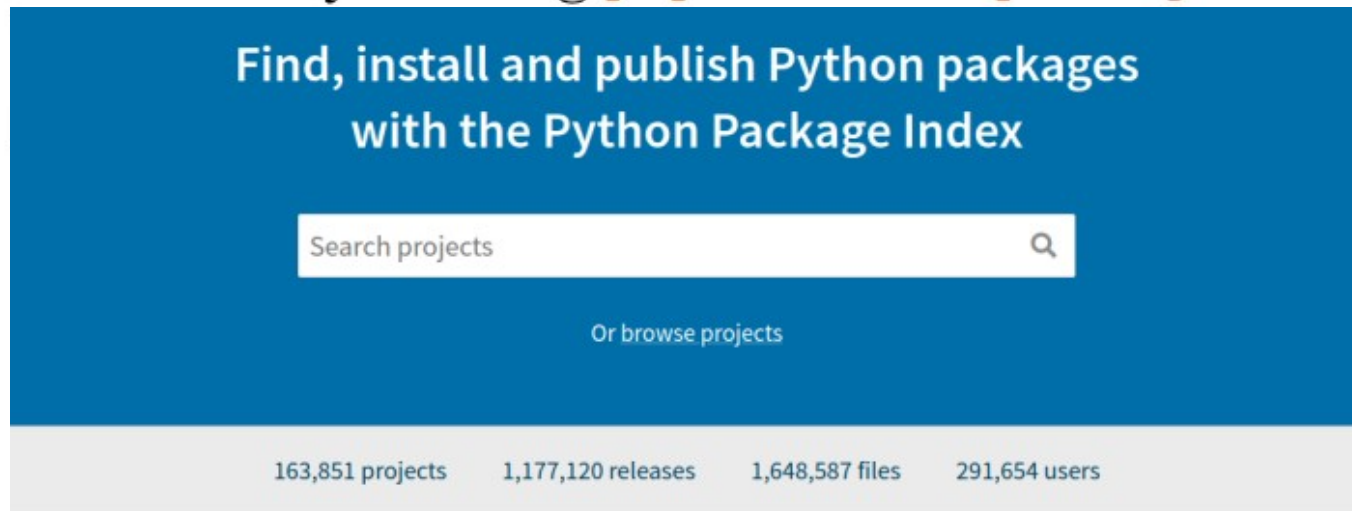 Find, install and publish Python packages
with the Python Package Index
Search projects
Or browse projects
163,851 projects 1,177,120 releases 1,648,587 files 291,654 users